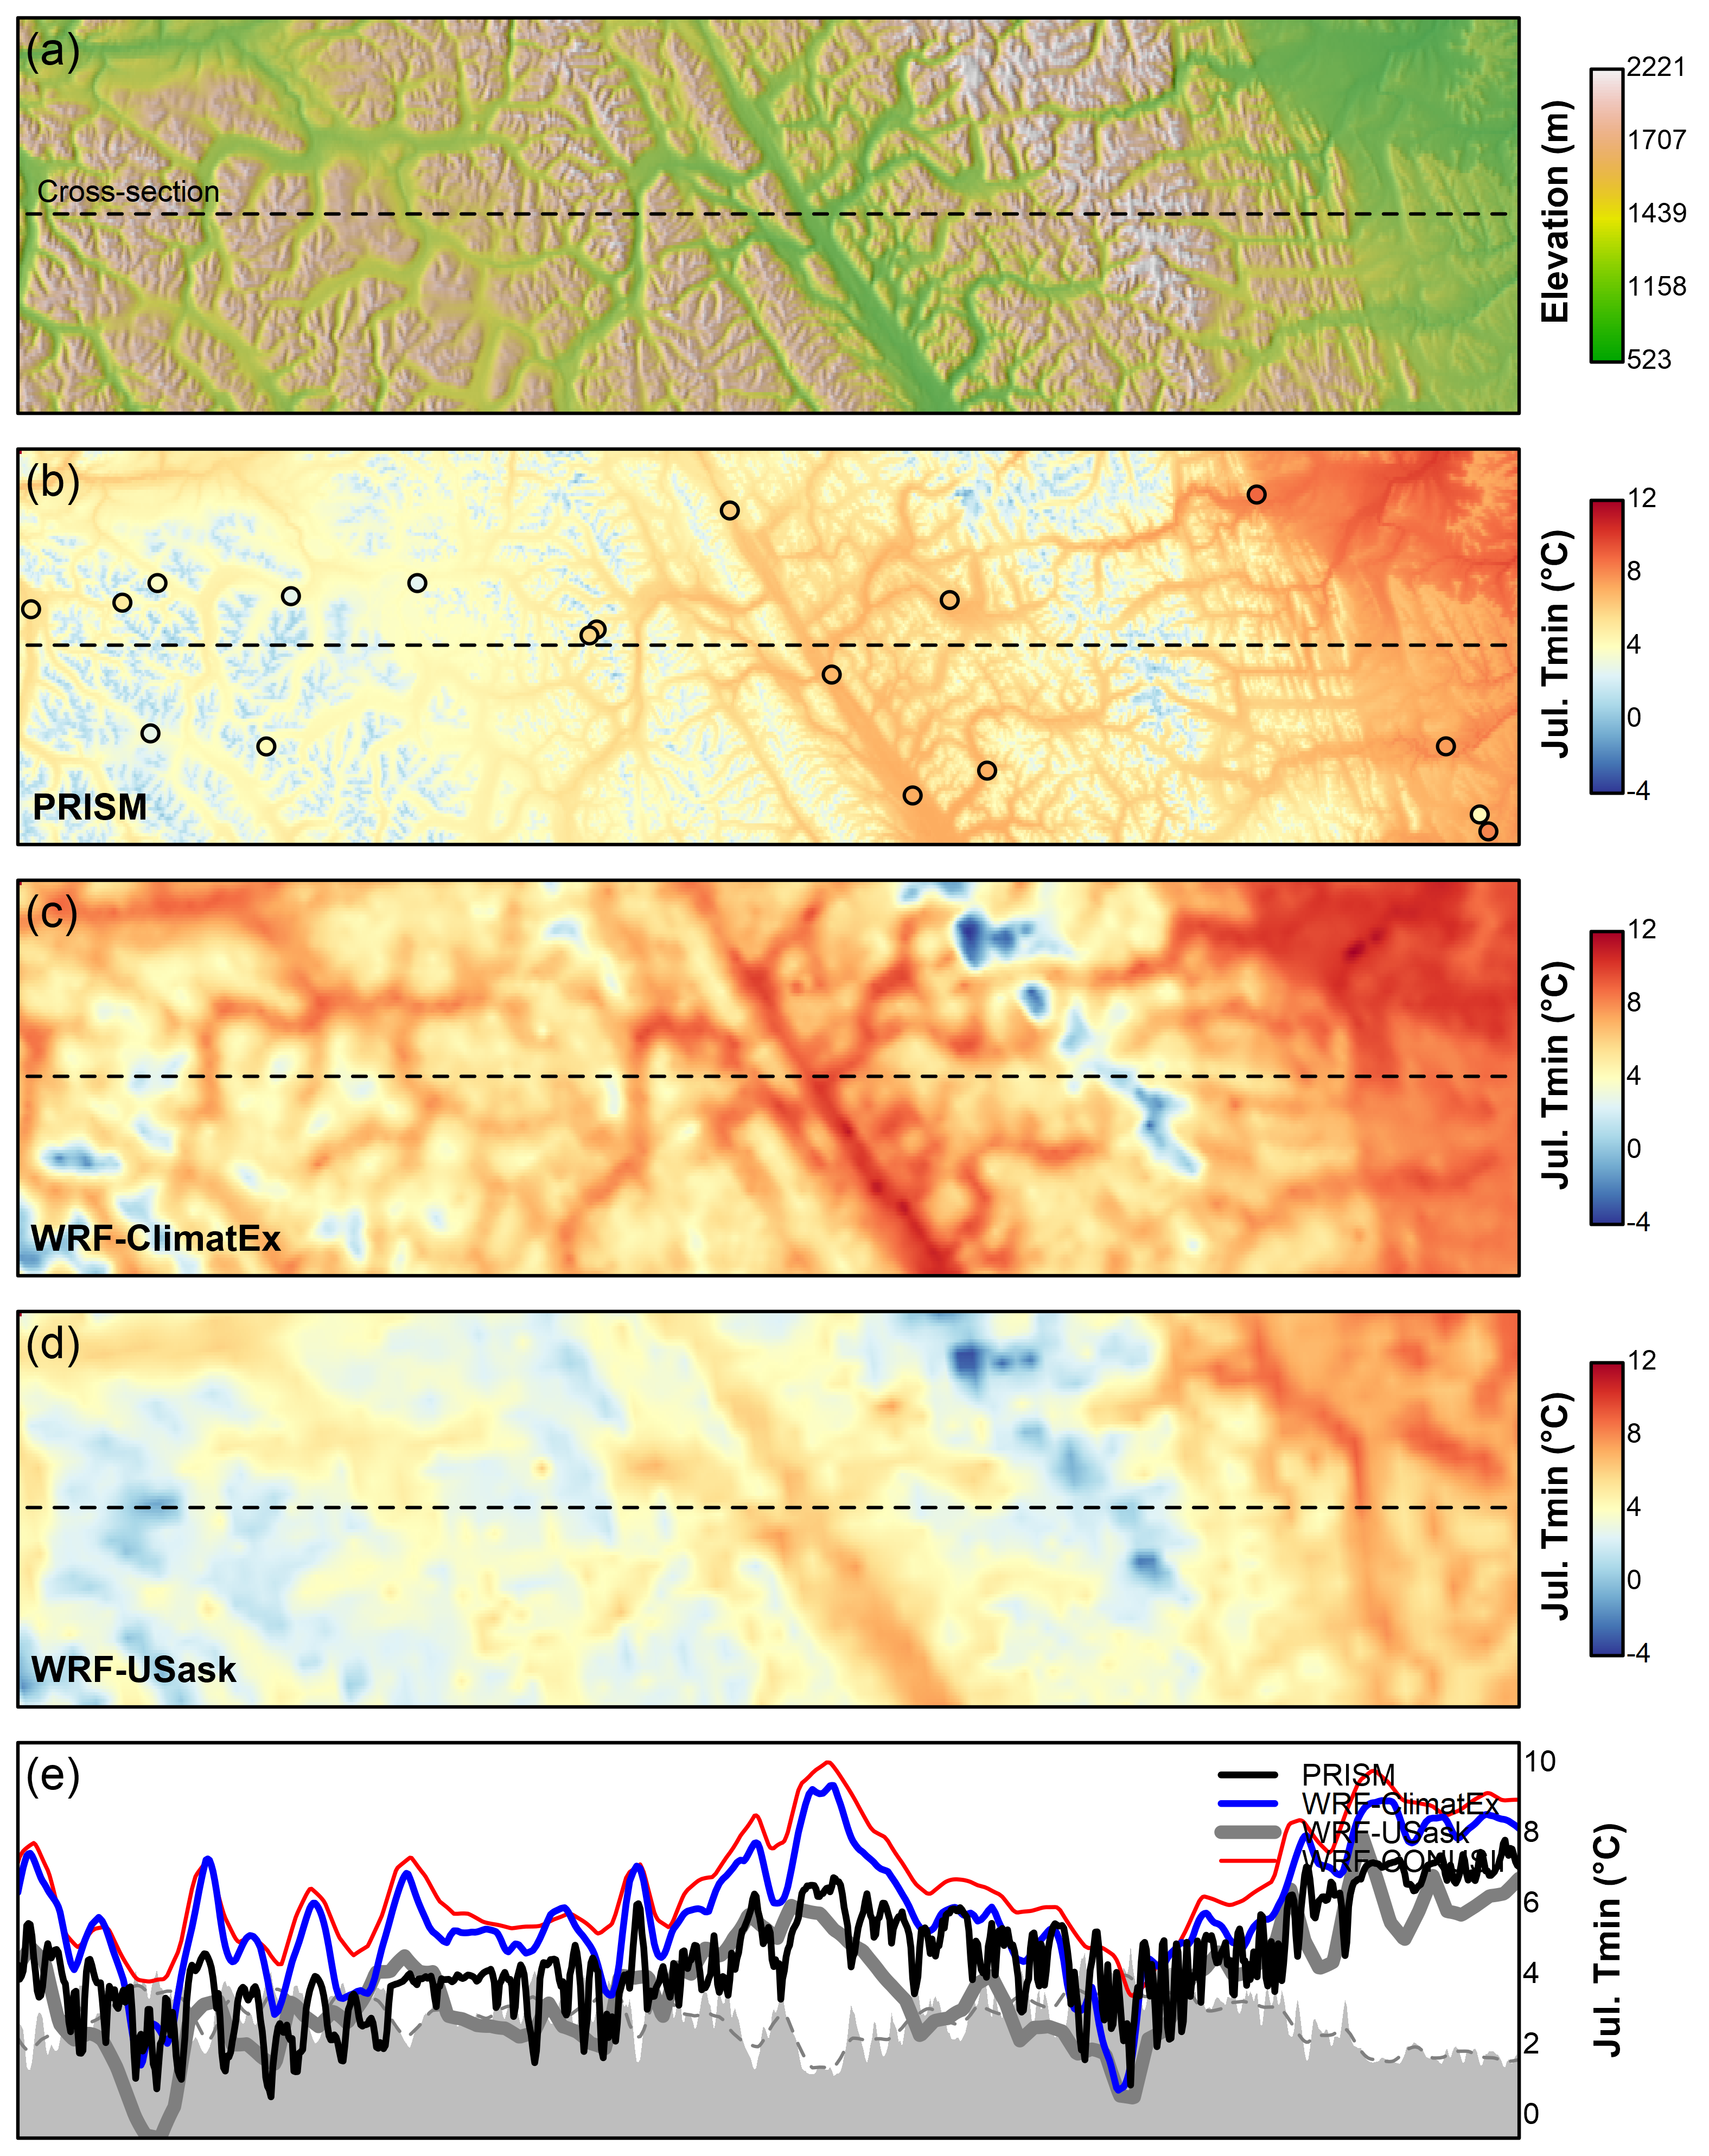 (a)
Cross-section
2221
1707
1439
1158
523
Elevation (m)
(b)
PRISM
12
8
4
0
-4
Jul. Tmin (°C)
(c)
WRF-ClimatEx
12
8
4
0
-4
Jul. Tmin (°C)
(d)
WRF-USask
12
8
4
0
-4
Jul. Tmin (°C)
(e)
PRISM
WRF-ClimatEx
WRF-USask
WRF-CONUSII
10
8
6
4
2
0
Jul. Tmin (°C)